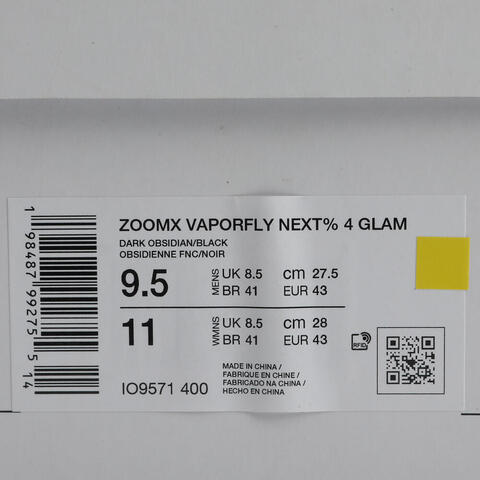 ZOOMX VAPORFLY NEXT% 4 GLAM
DARK OBSIDIAN/BLACK
OBSIDIENNE FNC/NOIR
9.5 MENS UK 8.5 cm 27.5
BR 41 EUR 43
11 WMNS UK 8.5 cm 28
BR 41 EUR 43
RFID
MADE IN CHINA /
FABRIQUE EN CHINE /
FABRICADO NA CHINA /
HECHO EN CHINA
IO9571 400
1 98487 99275 5 14